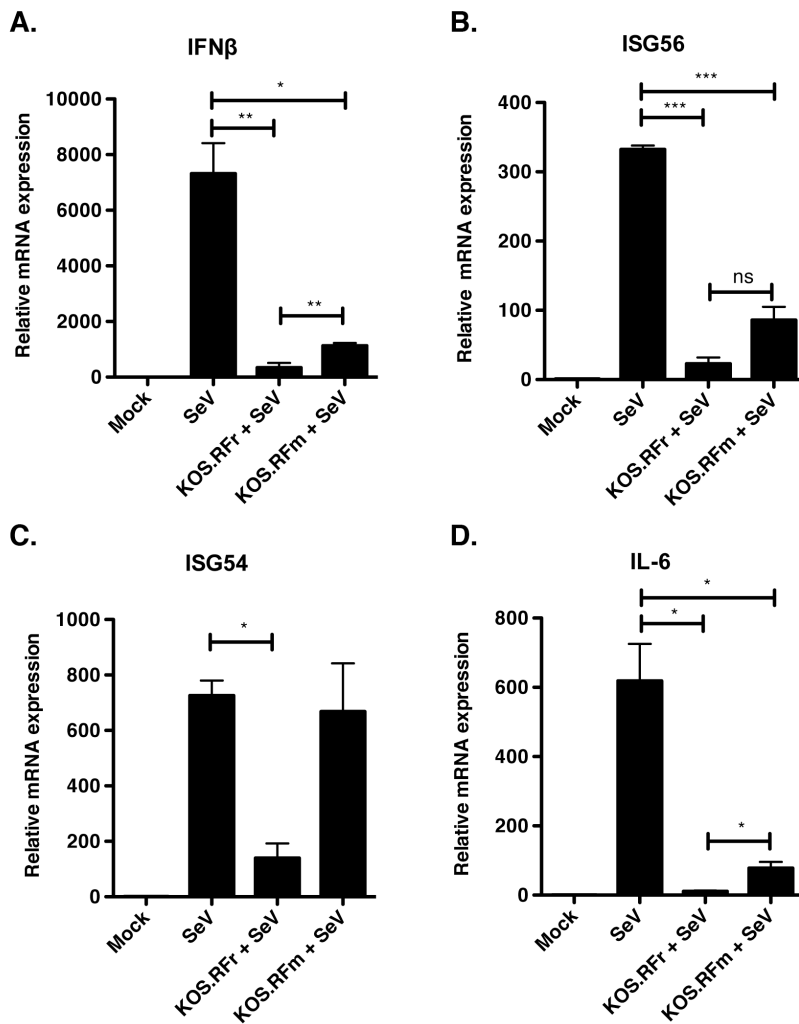 A.
IFNβ
Relative mRNA expression
10000
8000
6000
4000
2000
0
*
**
**
Mock
SeV
KOS.RFr + SeV
KOS.RFm + SeV
B.
ISG56
Relative mRNA expression
400
300
200
100
0
***
***
ns
Mock
SeV
KOS.RFr + SeV
KOS.RFm + SeV
C.
ISG54
Relative mRNA expression
1000
800
600
400
200
0
*
Mock
SeV
KOS.RFr + SeV
KOS.RFm + SeV
D.
IL-6
Relative mRNA expression
800
600
400
200
0
*
*
*
Mock
SeV
KOS.RFr + SeV
KOS.RFm + SeV